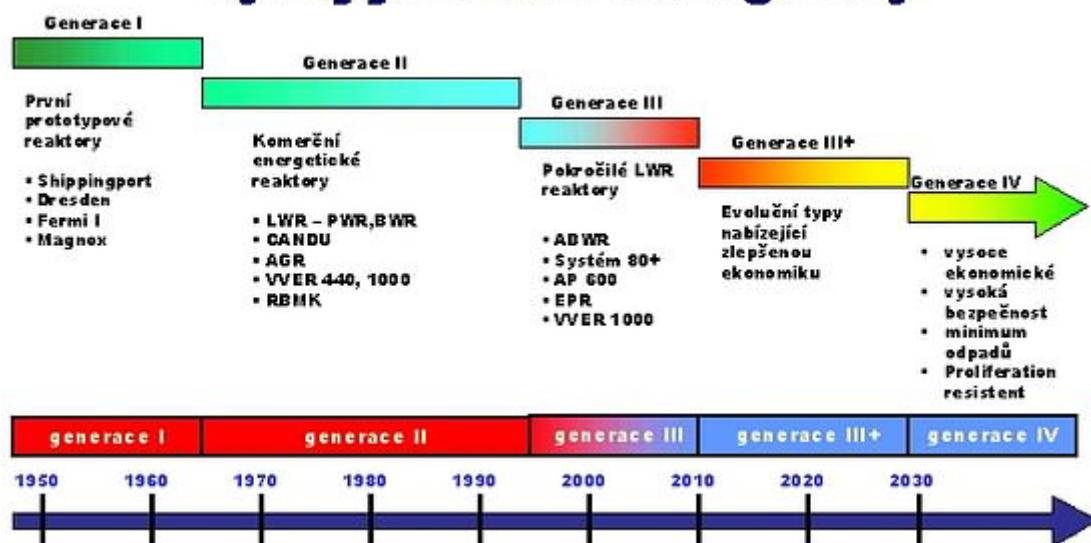 Generace I
První
prototypové
reaktory
▪ Shippingport
▪ Dresden
▪ Fermi I
▪ Magnox
Generace II
Komerční
energetické
reaktory
▪ LWR – PWR,BWR
▪ CANDU
▪ AGR
▪ VVER 440, 1000
▪ RBMK
Generace III
Pokročilé LWR
reaktory
▪ ABWR
▪ Systém 80+
▪ AP 600
▪ EPR
▪ VVER 1000
Generace III+
Evoluční typy
nabízející
zlepšenou
ekonomiku
Generace IV
▪ vysoce
ekonomické
▪ vysoká
bezpečnost
▪ minimum
odpadů
▪ Proliferation
resistent
generace I generace II generace III generace III+ generace IV
1950 1960 1970 1980 1990 2000 2010 2020 2030